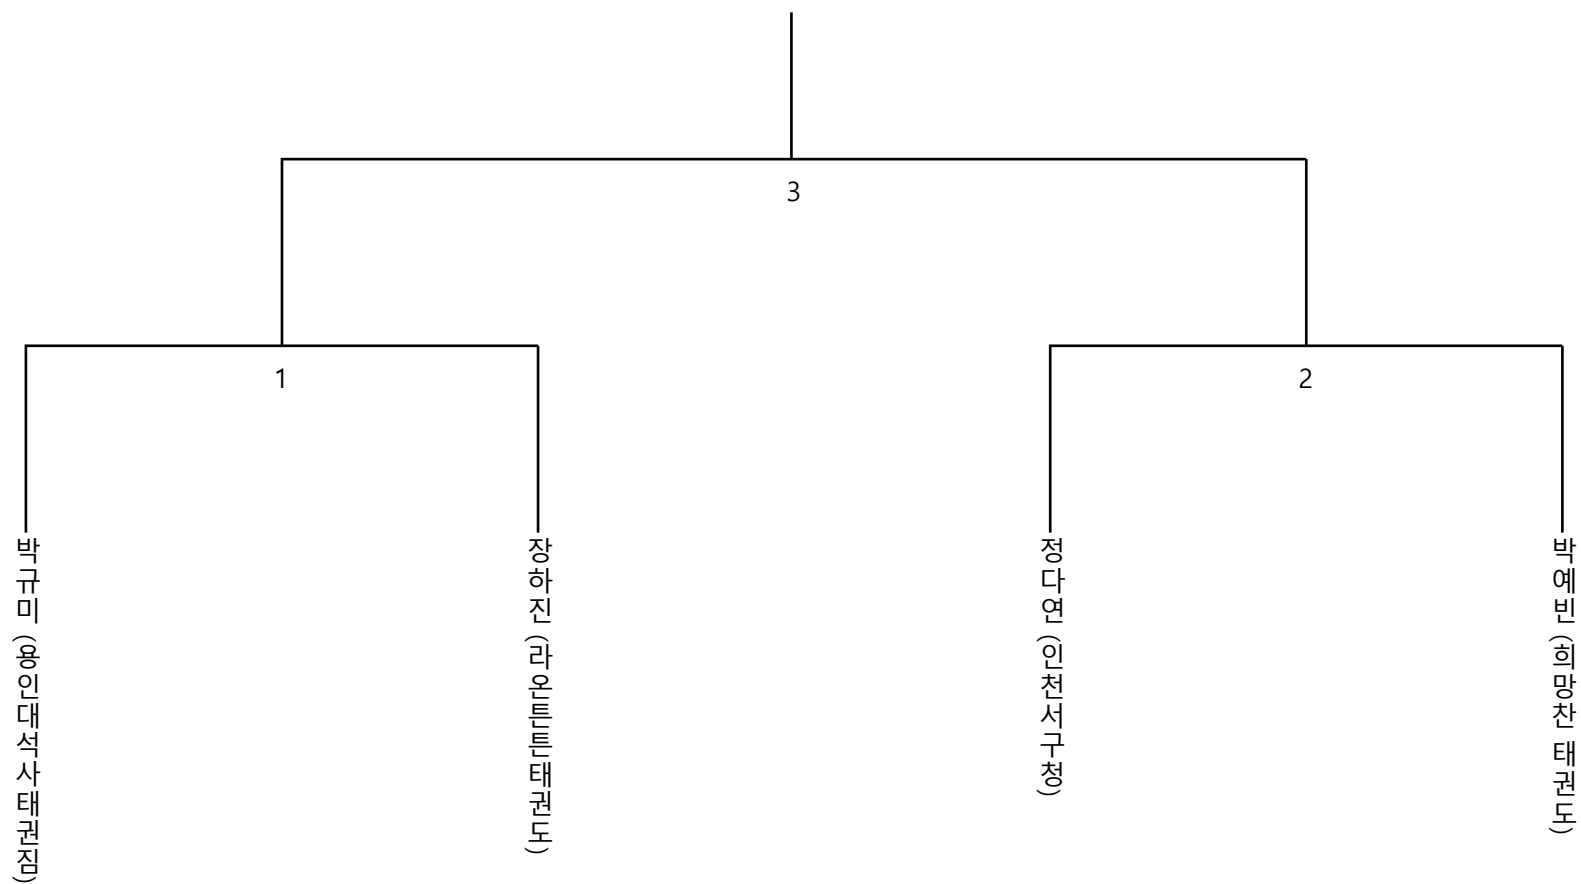 3
1
2
박규미 (용인대석사태권짐)
장하진 (라온튼튼태권도)
정다연 (인천서구청)
박예빈 (희망찬 태권도)